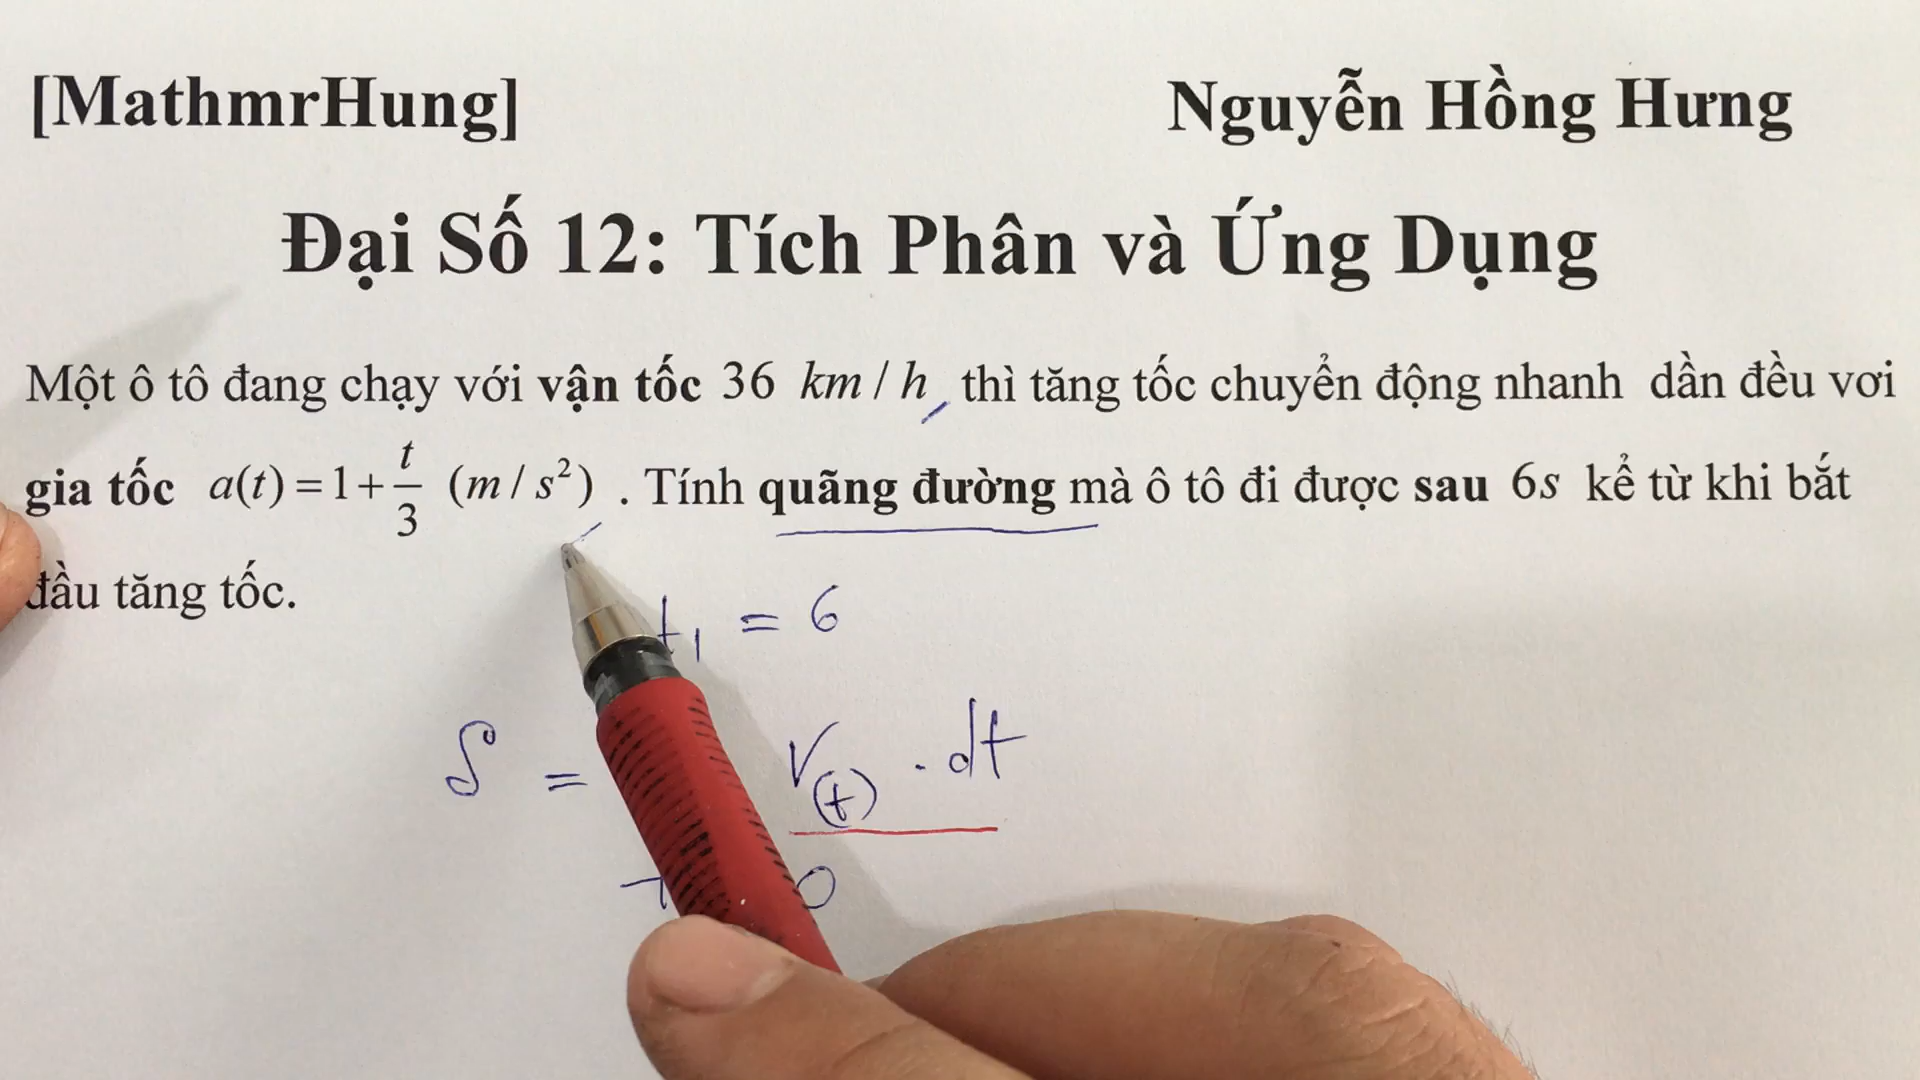 [MathmrHung] Nguyễn Hồng Hưng
Đại Số 12: Tích Phân và Ứng Dụng
Một ô tô đang chạy với vận tốc 36 km/h, thì tăng tốc chuyển động nhanh dần đều vơi
gia tốc a(t)=1+t/3 (m/s²). Tính quãng đường mà ô tô đi được sau 6s kể từ khi bắt
đầu tăng tốc.
t₁ = 6
S = V(t) . dt
0